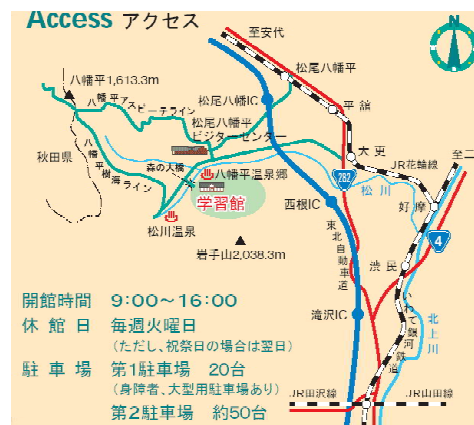 Access アクセス
至安代
N
松尾八幡平
八幡平1,613.3m
松尾八幡IC
平舘
八幡平アスピーテライン
松尾八幡平
ビジターセンター
大更
至二
秋田県
森の大橋
JR花輪線
八幡平樹海ライン
八幡平温泉郷
282
松川
学習館
西根IC
好摩
松川温泉
4
岩手山2,038.3m
東北自動車道
渋民
開館時間 9:00~16:00
いわて銀河鉄道
北上川
休館日 毎週火曜日
滝沢IC
(ただし、祝祭日の場合は翌日)
駐車場 第1駐車場 20台
(身障者、大型用駐車場あり)
JR田沢線
JR山田線
第2駐車場 約50台